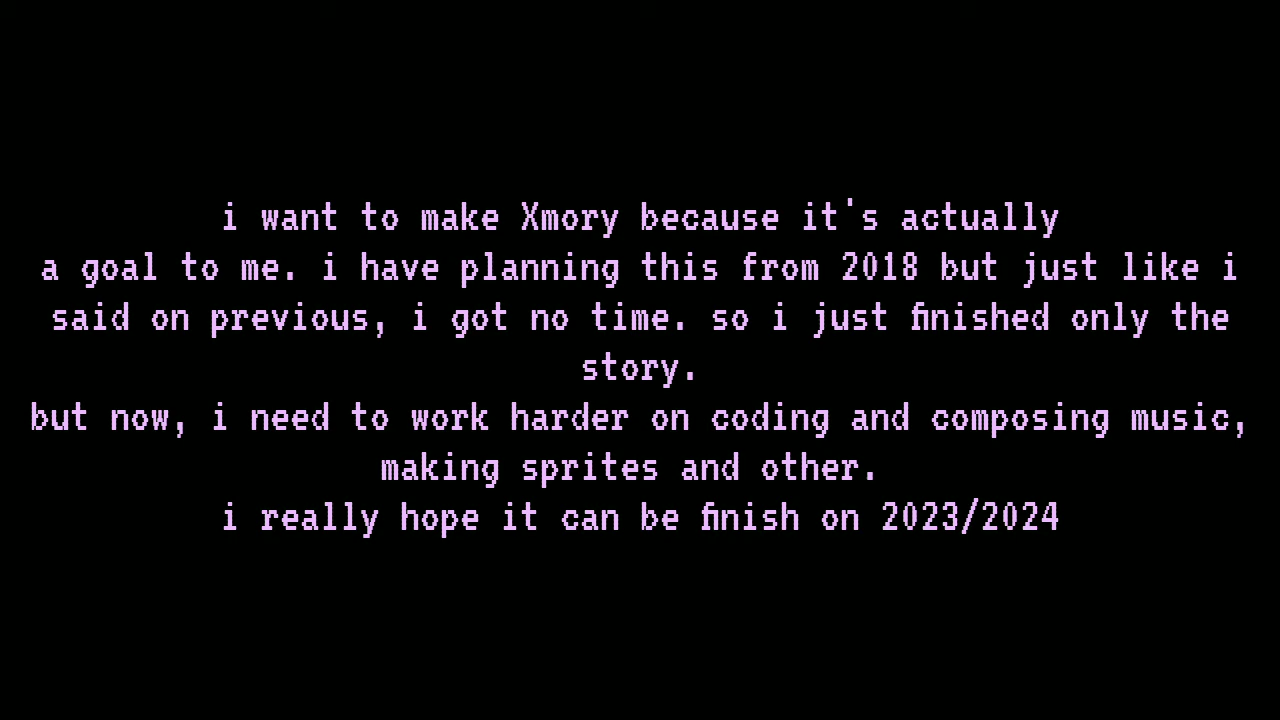 i want to make Xmory because it's actually
a goal to me. i have planning this from 2018 but just like i
said on previous, i got no time. so i just finished only the
story.
but now, i need to work harder on coding and composing music,
making sprites and other.
i really hope it can be finish on 2023/2024